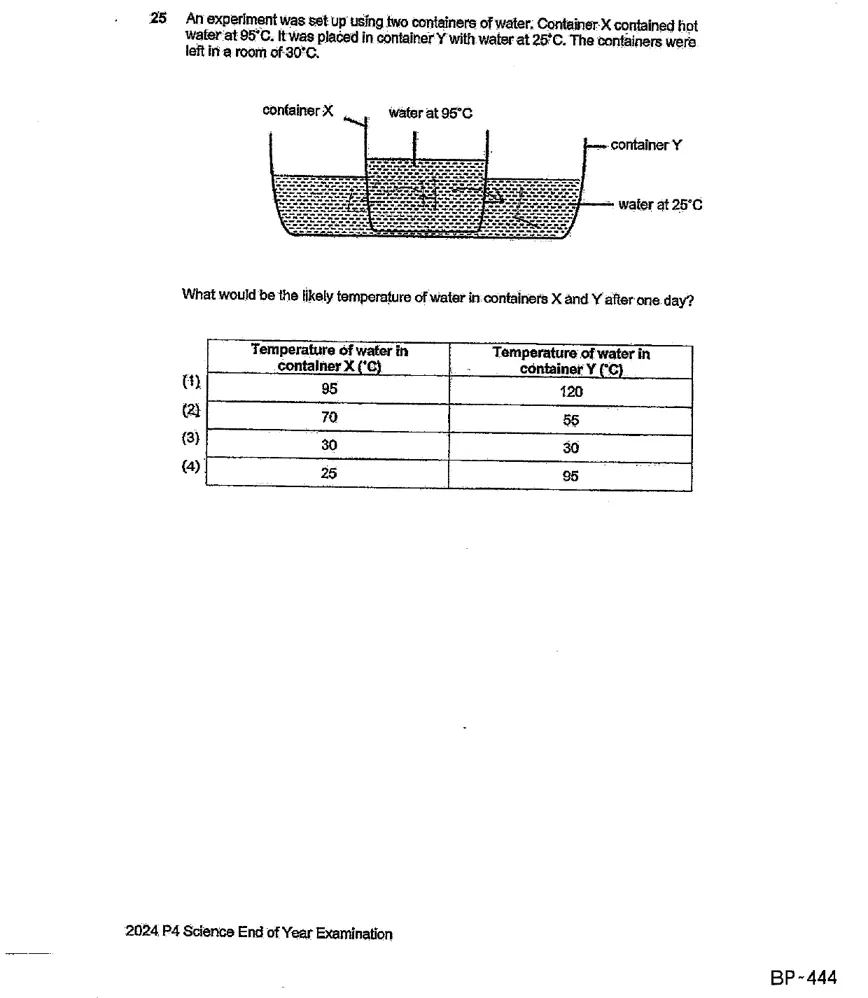 25 An experiment was set up using two containers of water. Container X contained hot
water at 95°C. It was placed in container Y with water at 25°C. The containers were
left in a room of 30°C.
container X
water at 95°C
container Y
water at 25°C
What would be the likely temperature of water in containers X and Y after one day?
Temperature of water in container X (°C) Temperature of water in container Y (°C)
(1) 95 120
(2) 70 55
(3) 30 30
(4) 25 95
2024 P4 Science End of Year Examination
BP-444